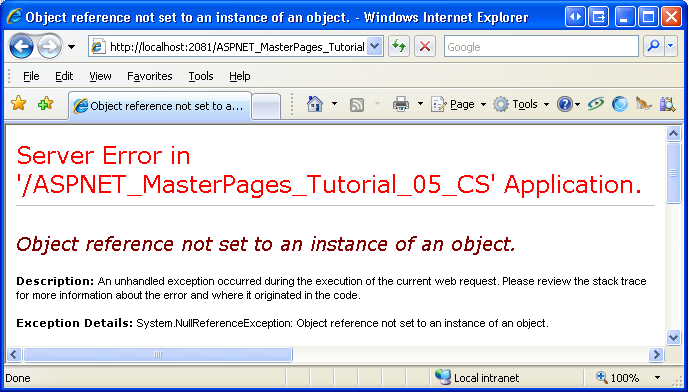 Object reference not set to an instance of an object. - Windows Internet Explorer
http://localhost:2081/ASPNET_MasterPages_Tutorial
Google
File Edit View Favorites Tools Help
Object reference not set to a...
Page Tools
Server Error in
'/ASPNET_MasterPages_Tutorial_05_CS' Application.
Object reference not set to an instance of an object.
Description: An unhandled exception occurred during the execution of the current web request. Please review the stack trace
for more information about the error and where it originated in the code.
Exception Details: System.NullReferenceException: Object reference not set to an instance of an object.
Done Local intranet 100%